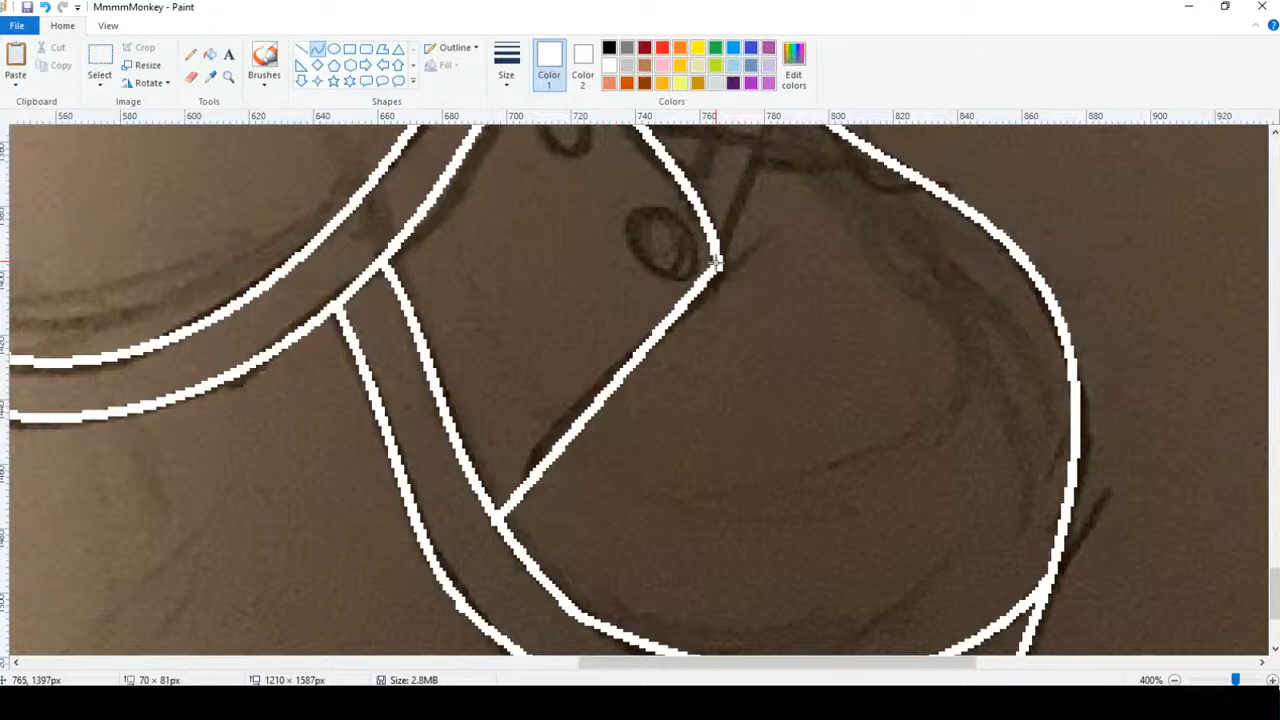 MmmmMonkey - Paint
File
Home
View
Paste
Cut
Copy
Clipboard
Select
Crop
Resize
Rotate
Image
A
Tools
Brushes
Outline
Fill
Shapes
Size
Color 1
Color 2
Edit colors
Colors
560 580 600 620 640 660 680 700 720 740 760 780 800 820 840 860 880 900 920
765, 1397px
70 × 81px
1210 × 1587px
Size: 2.8MB
400%